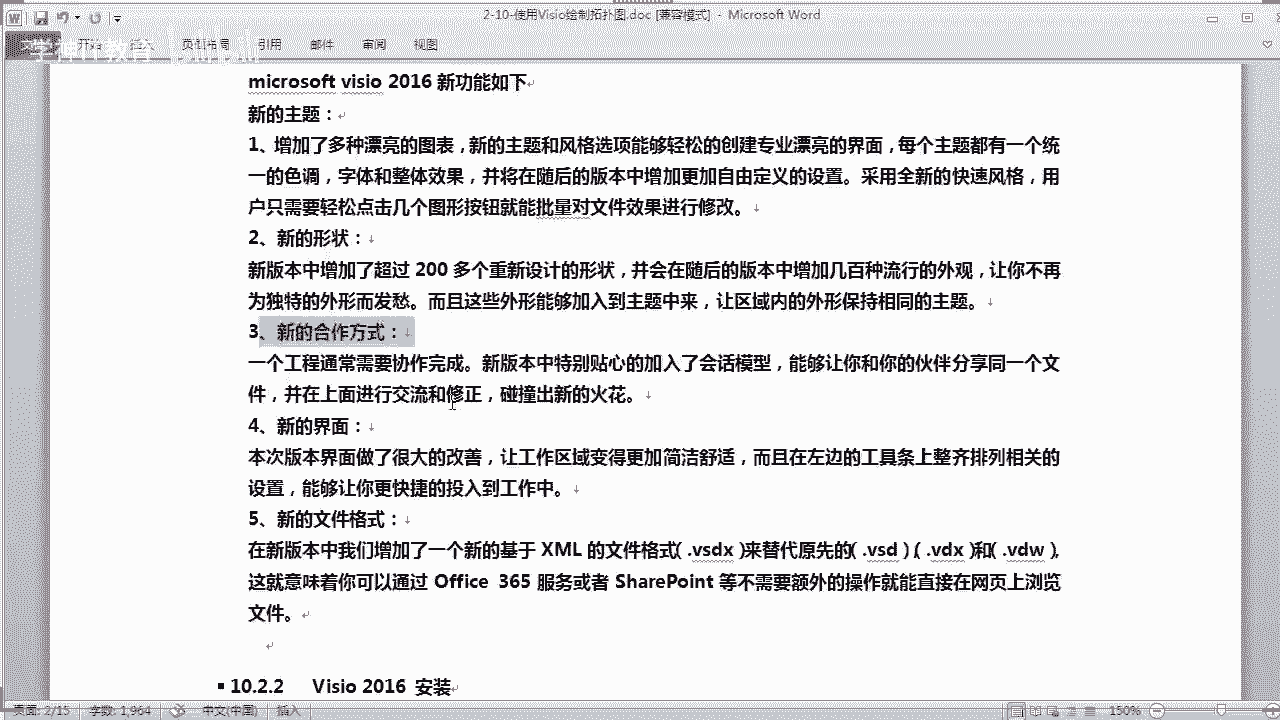 2-10-使用Visio绘制拓扑图.doc [兼容模式] - Microsoft Word
开始 插入 页面布局 引用 邮件 审阅 视图
microsoft visio 2016 新功能如下
新的主题：
1、增加了多种漂亮的图表，新的主题和风格选项能够轻松的创建专业漂亮的界面，每个主题都有一个统
一的色调，字体和整体效果，并将在随后的版本中增加更加自由定义的设置。采用全新的快速风格，用
户只需要轻松点击几个图形按钮就能批量对文件效果进行修改。
2、新的形状：
新版本中增加了超过 200 多个重新设计的形状，并会在随后的版本中增加几百种流行的外观，让你不再
为独特的外形而发愁。而且这些外形能够加入到主题中来，让区域内的外形保持相同的主题。
3、新的合作方式：
一个工程通常需要协作完成。新版本中特别贴心的加入了会话模型，能够让你和你的伙伴分享同一个文
件，并在上面进行交流和修正，碰撞出新的火花。
4、新的界面：
本次版本界面做了很大的改善，让工作区域变得更加简洁舒适，而且在左边的工具条上整齐排列相关的
设置，能够让你更快捷的投入到工作中。
5、新的文件格式：
在新版本中我们增加了一个新的基于 XML 的文件格式( .vsdx )来替代原先的( .vsd ) ( .vdx )和( .vdw ),
这就意味着你可以通过 Office 365 服务或者 SharePoint 等不需要额外的操作就能直接在网页上浏览
文件。
10.2.2 Visio 2016 安装
页面: 2/15 字数: 1,964 中文(中国) 插入 150%